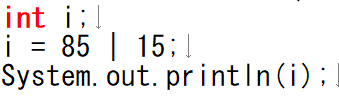 int i;↓
i = 85 | 15;↓
System.out.println(i);↓